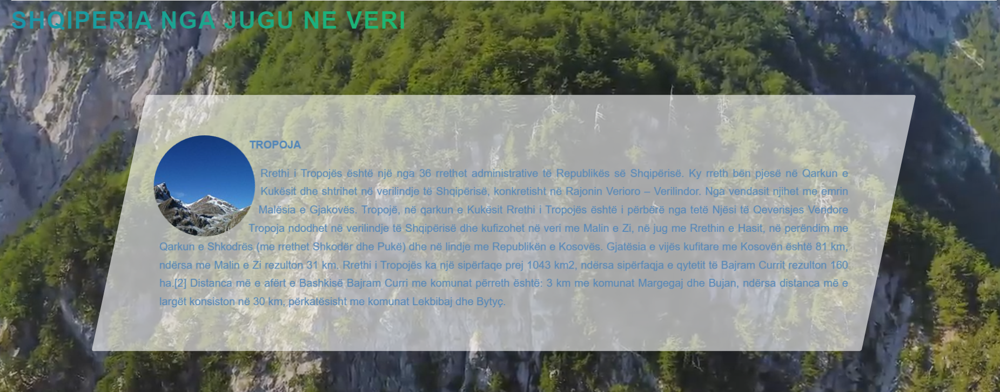 SHQIPERIA NGA JUGU NE VERI
TROPOJA
Rrethi i Tropojës është një nga 36 rrethet administrative të Republikës së Shqipërisë. Ky rreth bën pjesë në Qarkun e
Kukësit dhe shtrihet në verilindje të Shqipërisë, konkretisht në Rajonin Verioro – Verilindor. Nga vendasit njihet me emrin
Malësia e Gjakovës. Tropojë, në qarkun e Kukësit Rrethi i Tropojës është i përbërë nga tetë Njësi të Qeverisjes Vendore
Tropoja ndodhet në verilindje të Shqipërisë dhe kufizohet në veri me Malin e Zi, në jug me Rrethin e Hasit, në perëndim me
Qarkun e Shkodrës (me rrethet Shkodër dhe Pukë) dhe në lindje me Republikën e Kosovës. Gjatësia e vijës kufitare me Kosovën është 81 km,
ndërsa me Malin e Zi rezulton 31 km. Rrethi i Tropojës ka një sipërfaqe prej 1043 km2, ndërsa sipërfaqja e qytetit të Bajram Currit rezulton 160
ha.[2] Distanca më e afërt e Bashkisë Bajram Curri me komunat përreth është: 3 km me komunat Margegaj dhe Bujan, ndërsa distanca më e
largët konsiston në 30 km, përkatësisht me komunat Lekbibaj dhe Bytyç.